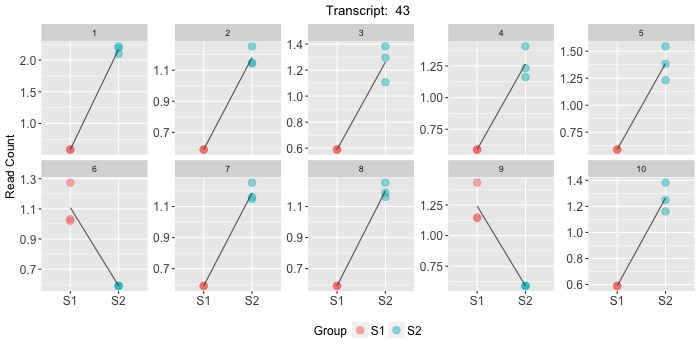 Transcript: 43
Read Count
1 2 3 4 5
2.0 1.5 1.0
1.1 0.9 0.7
1.4 1.2 1.0 0.8 0.6
1.25 1.00 0.75
1.50 1.25 1.00 0.75
6 7 8 9 10
1.3 1.1 0.9 0.7
1.1 0.9 0.7
1.1 0.9 0.7
1.25 1.00 0.75
1.4 1.2 1.0 0.8 0.6
S1 S2 S1 S2 S1 S2 S1 S2 S1 S2
Group S1 S2